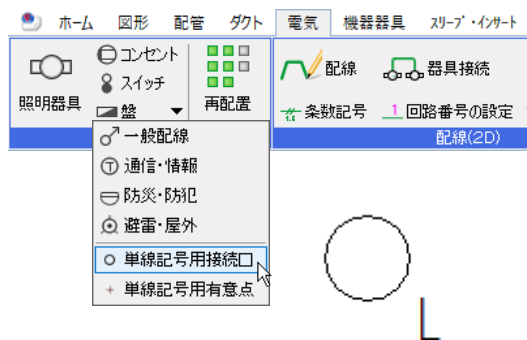 ホーム 図形 配管 ダクト 電気 機器器具 スリーブ・インサート
コンセント
スイッチ
盤
照明器具
再配置
配線
器具接続
条数記号
1 回路番号の設定
配線(2D)
一般配線
通信・情報
防災・防犯
避雷・屋外
単線記号用接続口
単線記号用有意点
L